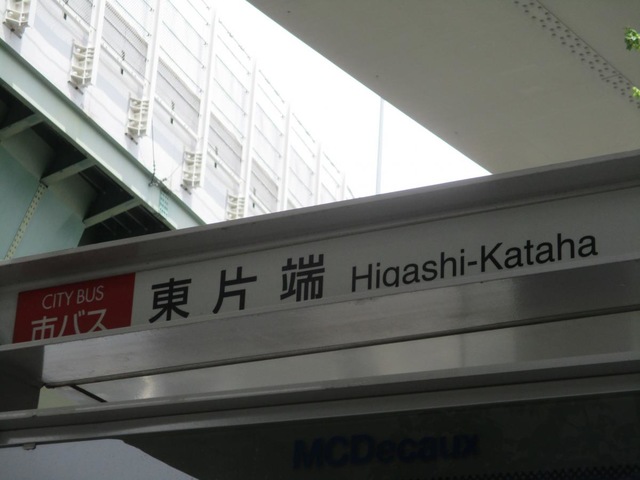 CITY BUS
市バス
東片端 Higashi-Kataha
MCDecaux